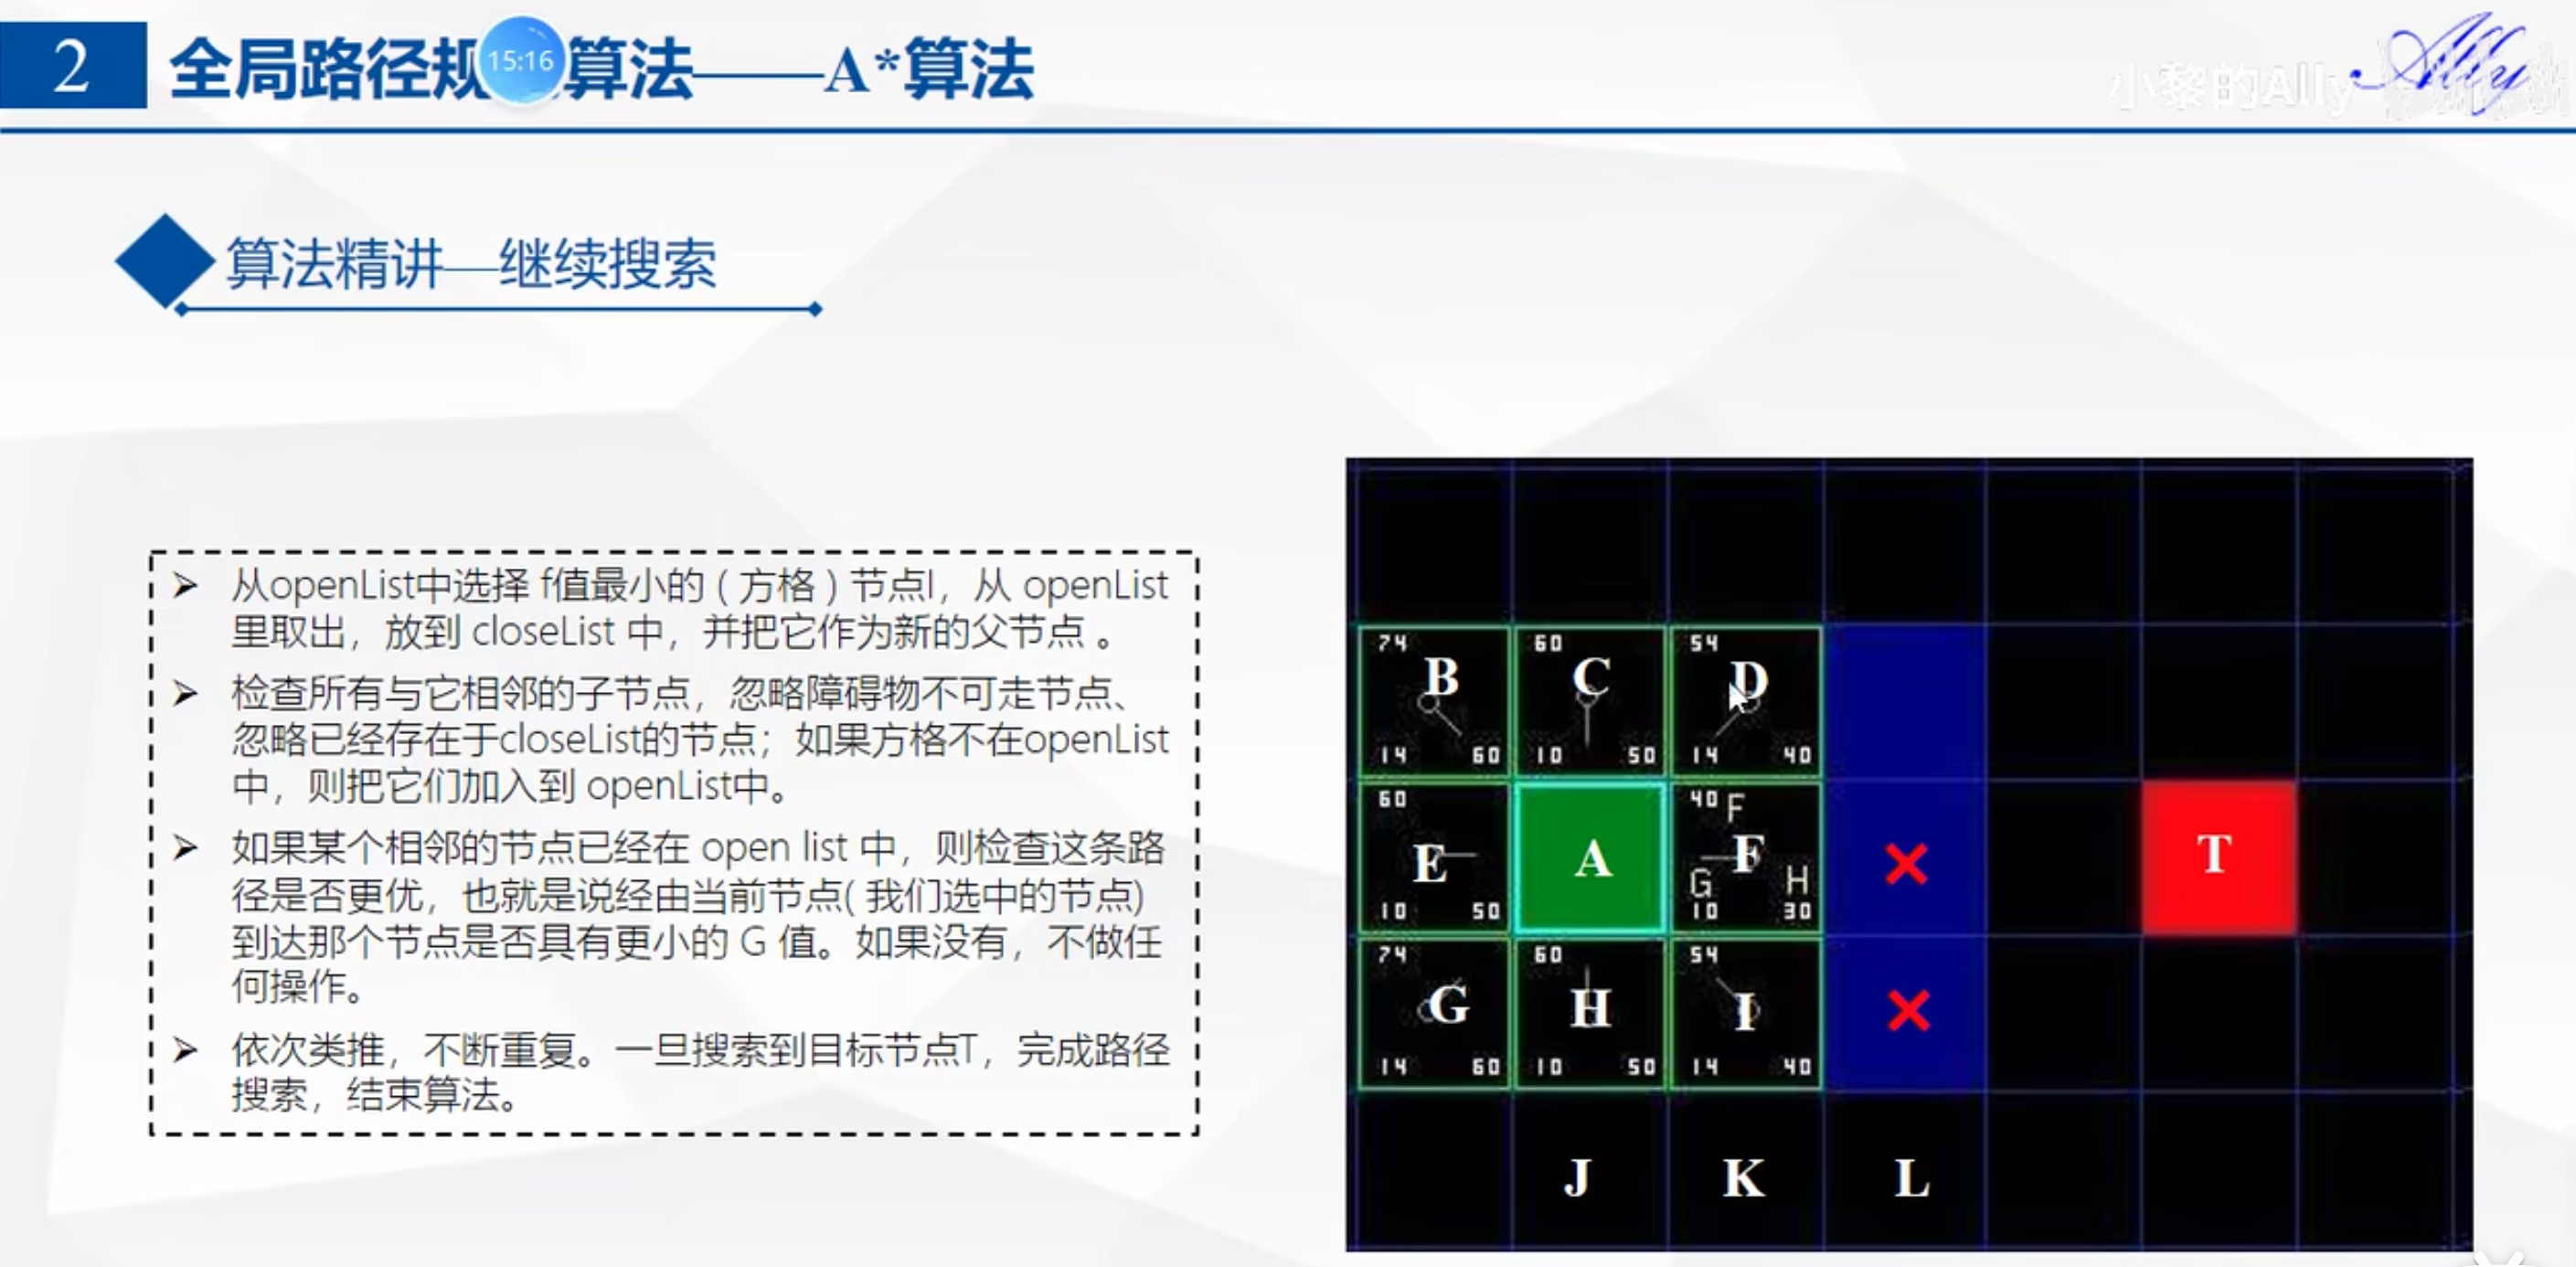 2
全局路径规
15:16
算法——A*算法
小黎的Ally
Ally
算法精讲—继续搜索
➢ 从openList中选择 f值最小的 ( 方格 ) 节点I，从 openList
里取出，放到 closeList 中，并把它作为新的父节点 。
➢ 检查所有与它相邻的子节点，忽略障碍物不可走节点、
忽略已经存在于closeList的节点；如果方格不在openList
中，则把它们加入到 openList中。
➢ 如果某个相邻的节点已经在 open list 中，则检查这条路
径是否更优，也就是说经由当前节点( 我们选中的节点)
到达那个节点是否具有更小的 G 值。如果没有，不做任
何操作。
➢ 依次类推，不断重复。一旦搜索到目标节点T，完成路径
搜索，结束算法。
74 60 54
B C D
14 60 10 50 14 40
60 40 F
E A F T
G H
10 50 10 30
74 60 54
G H I
14 60 10 50 14 40
J K L